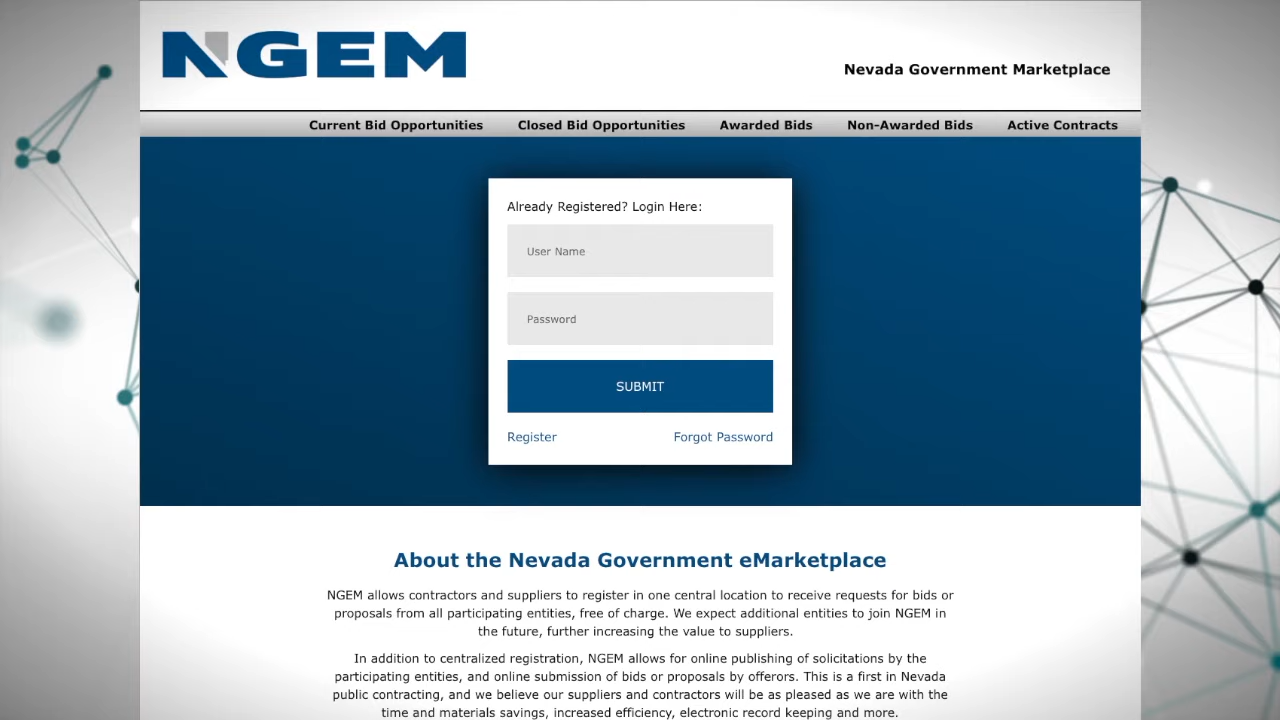 NGEM
Nevada Government Marketplace
Current Bid Opportunities Closed Bid Opportunities Awarded Bids Non-Awarded Bids Active Contracts
Already Registered? Login Here:
User Name
Password
SUBMIT
Register Forgot Password
About the Nevada Government eMarketplace
NGEM allows contractors and suppliers to register in one central location to receive requests for bids or
proposals from all participating entities, free of charge. We expect additional entities to join NGEM in
the future, further increasing the value to suppliers.
In addition to centralized registration, NGEM allows for online publishing of solicitations by the
participating entities, and online submission of bids or proposals by offerors. This is a first in Nevada
public contracting, and we believe our suppliers and contractors will be as pleased as we are with the
time and materials savings, increased efficiency, electronic record keeping and more.